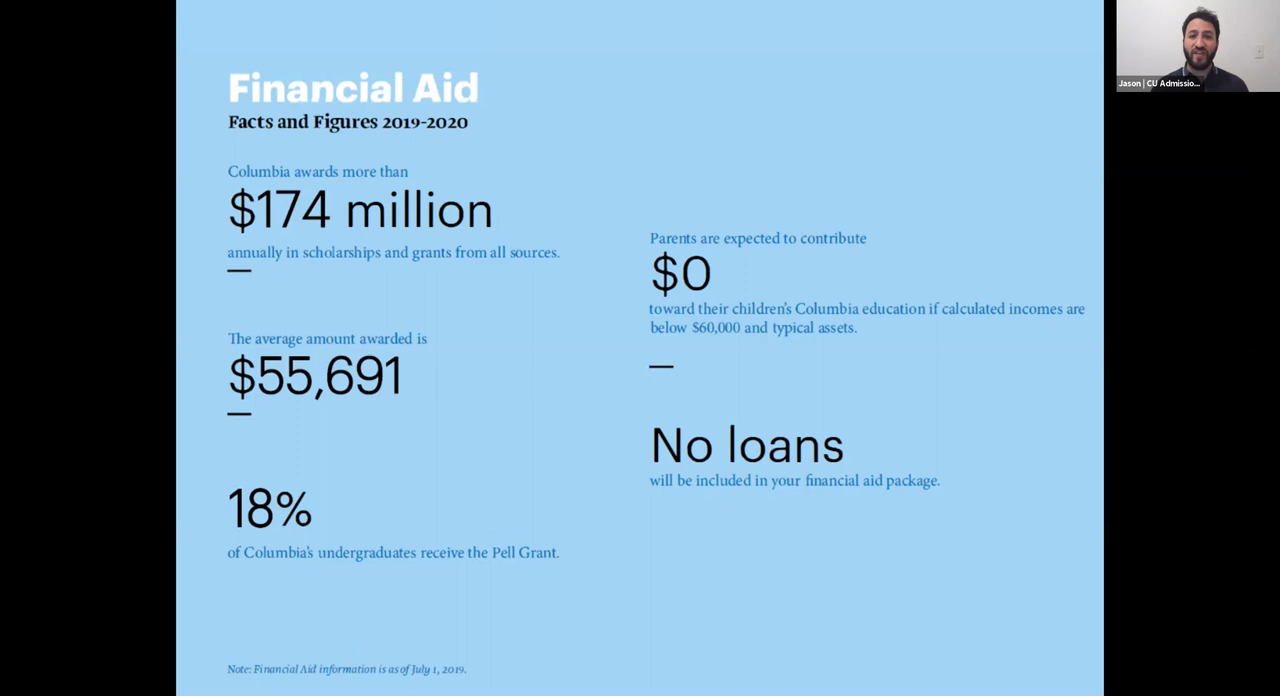 Financial Aid
Facts and Figures 2019-2020
Columbia awards more than
$174 million
annually in scholarships and grants from all sources.
The average amount awarded is
$55,691
18%
of Columbia's undergraduates receive the Pell Grant.
Parents are expected to contribute
$0
toward their children's Columbia education if calculated incomes are
below $60,000 and typical assets.
No loans
will be included in your financial aid package.
Note: Financial Aid information is as of July 1, 2019.
Jason | CU Admissio...